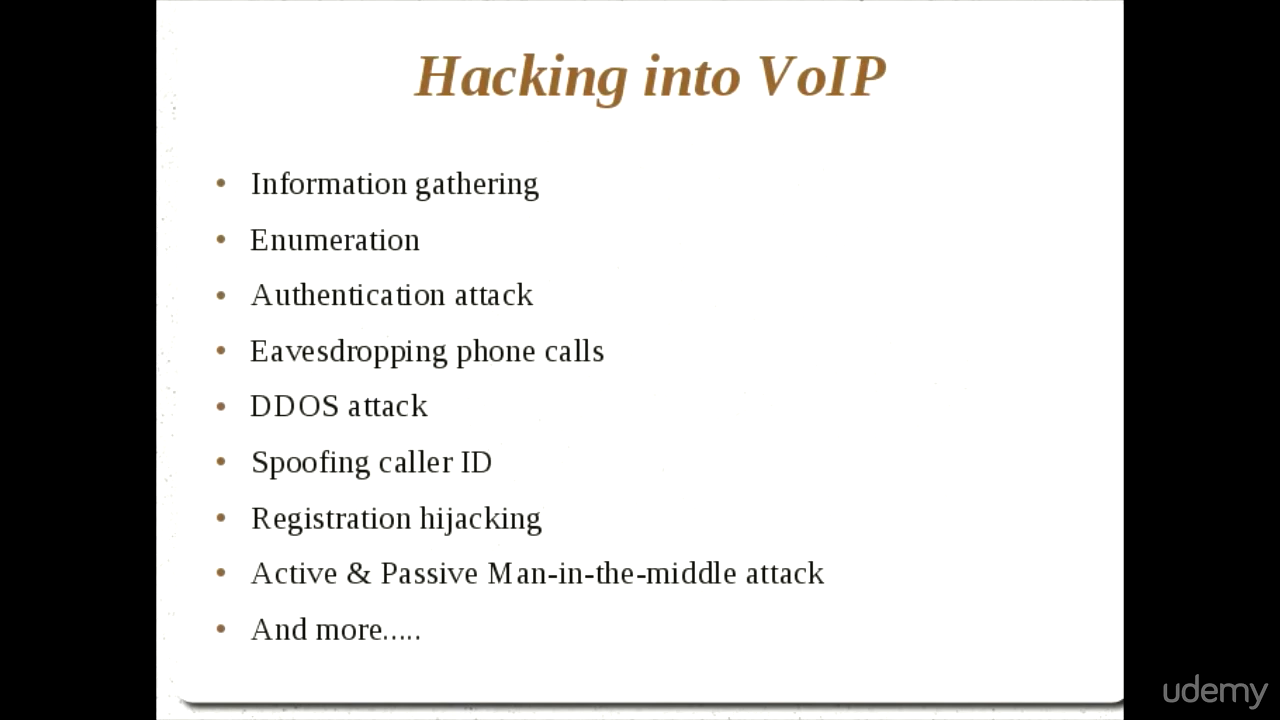 Hacking into VoIP
• Information gathering
• Enumeration
• Authentication attack
• Eavesdropping phone calls
• DDOS attack
• Spoofing caller ID
• Registration hijacking
• Active & Passive Man-in-the-middle attack
• And more.....
udemy